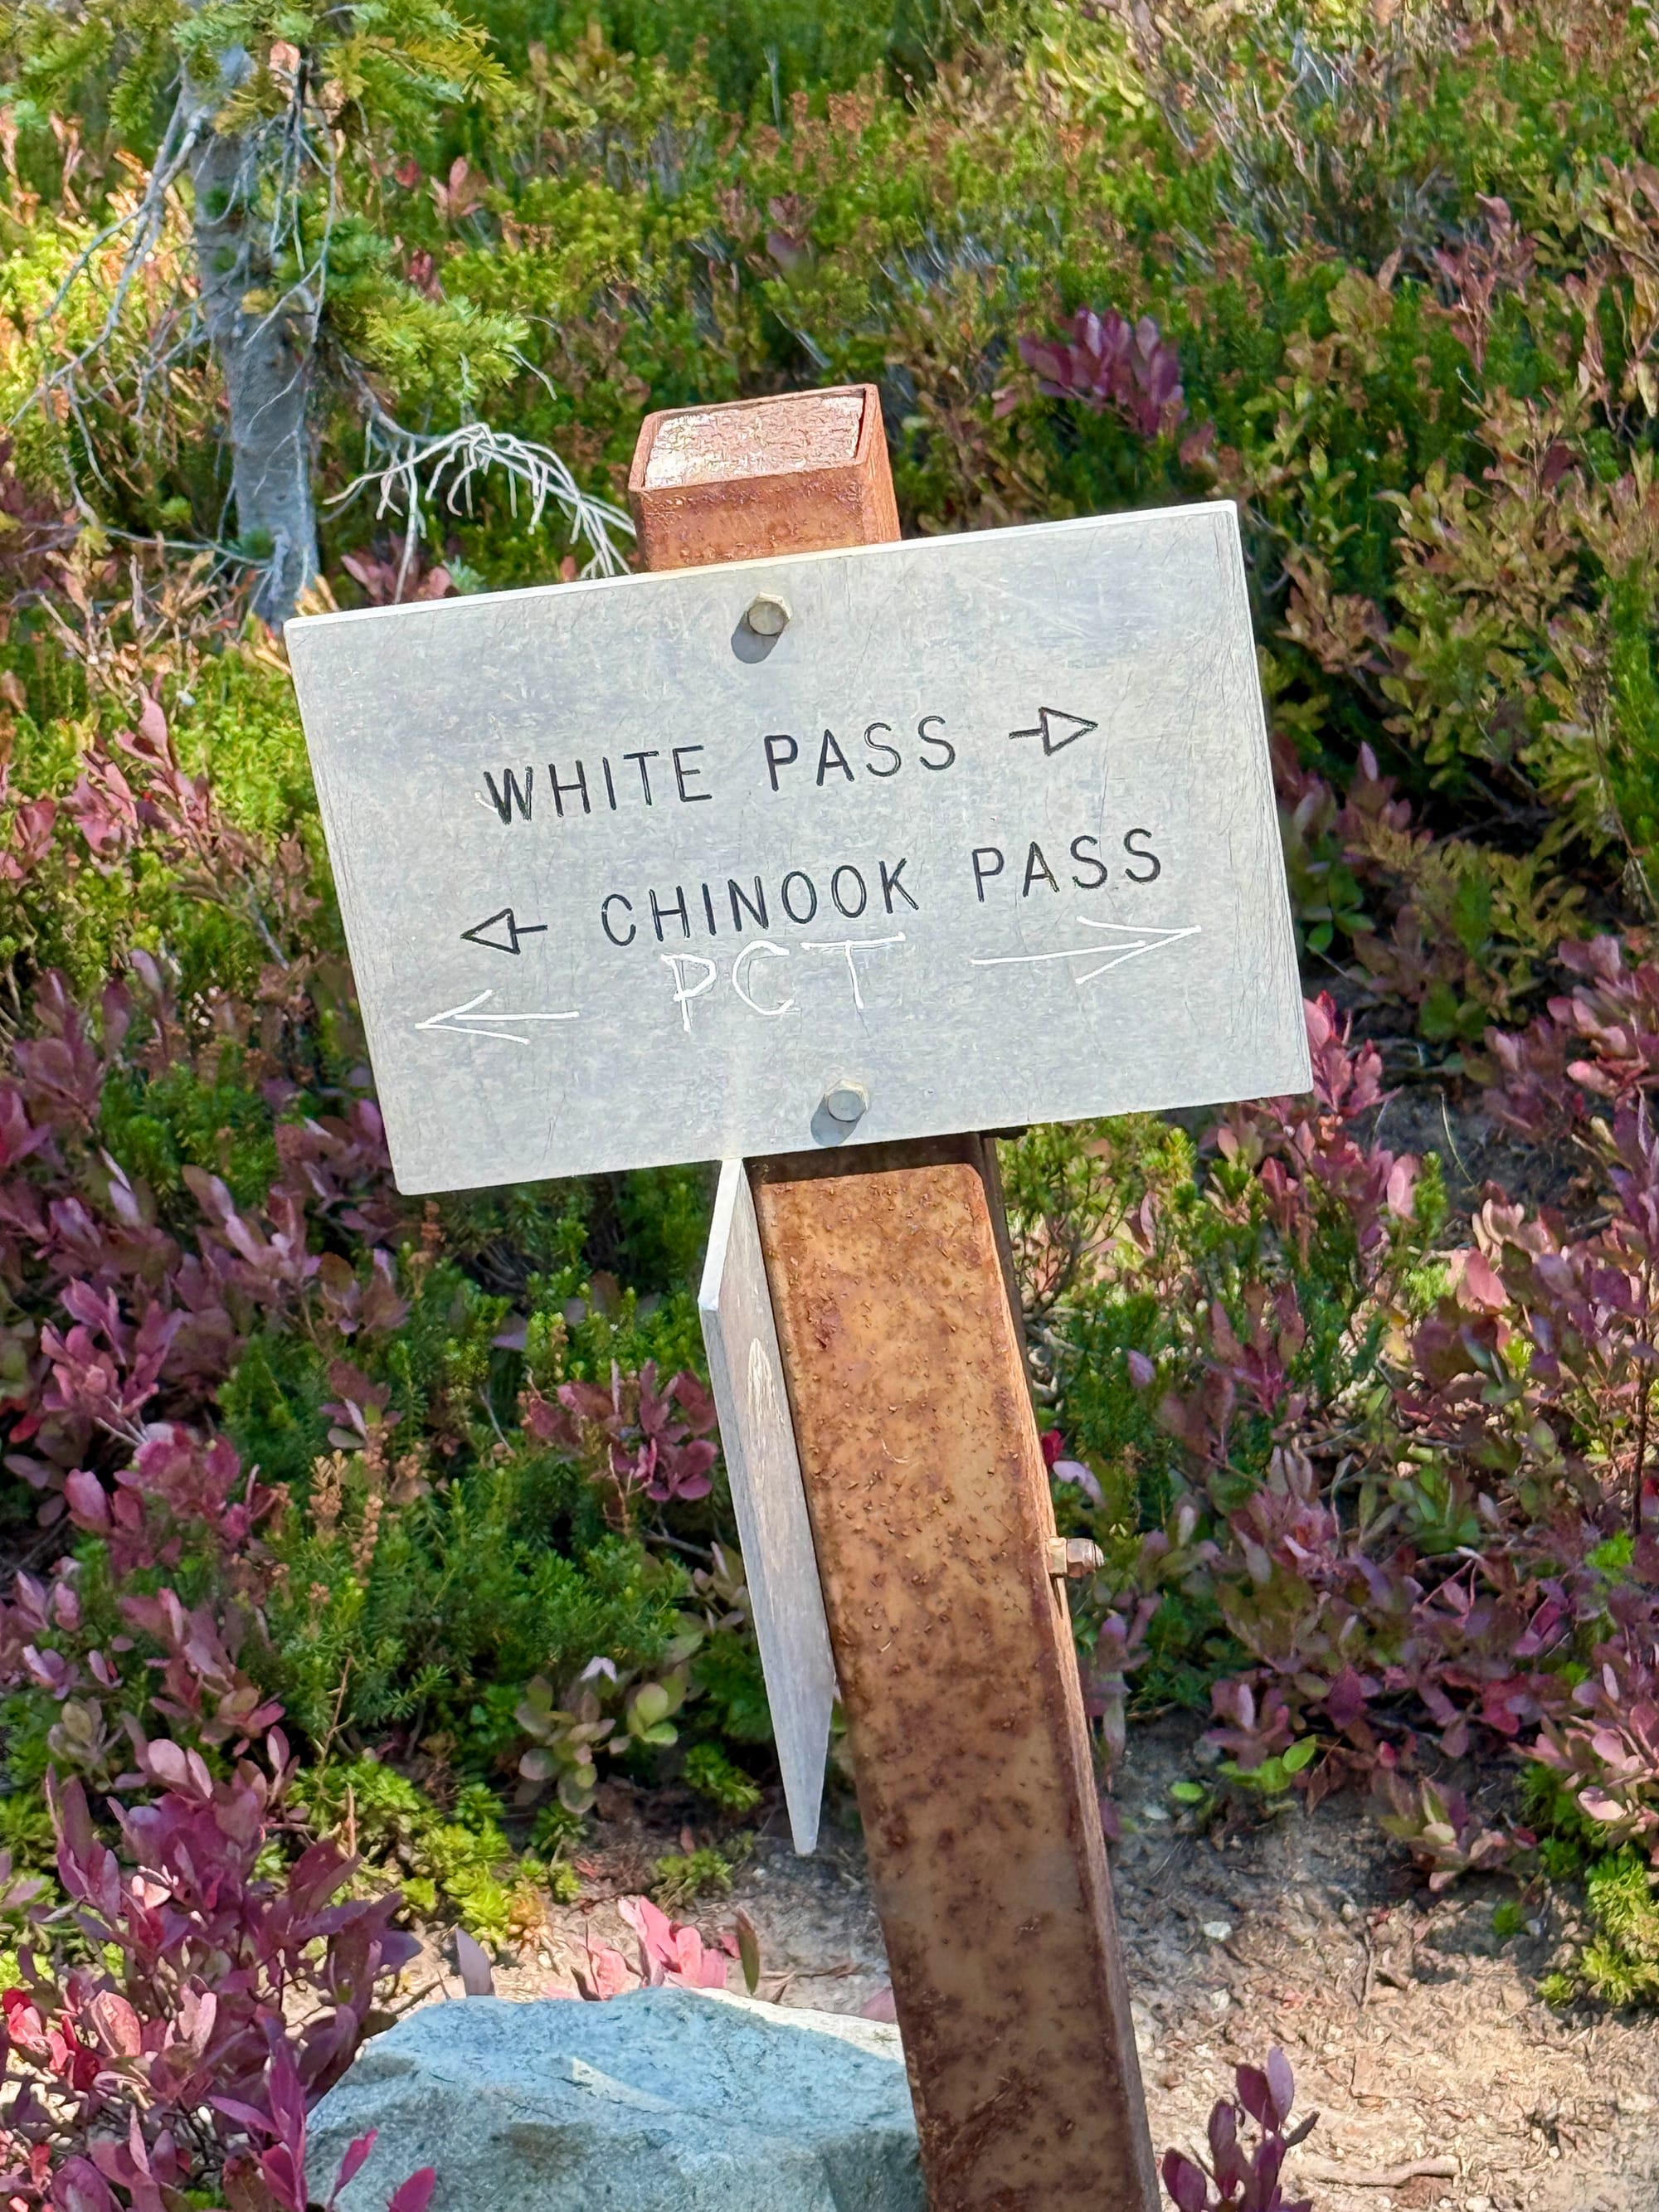 WHITE PASS →
← CHINOOK PASS
← PCT →